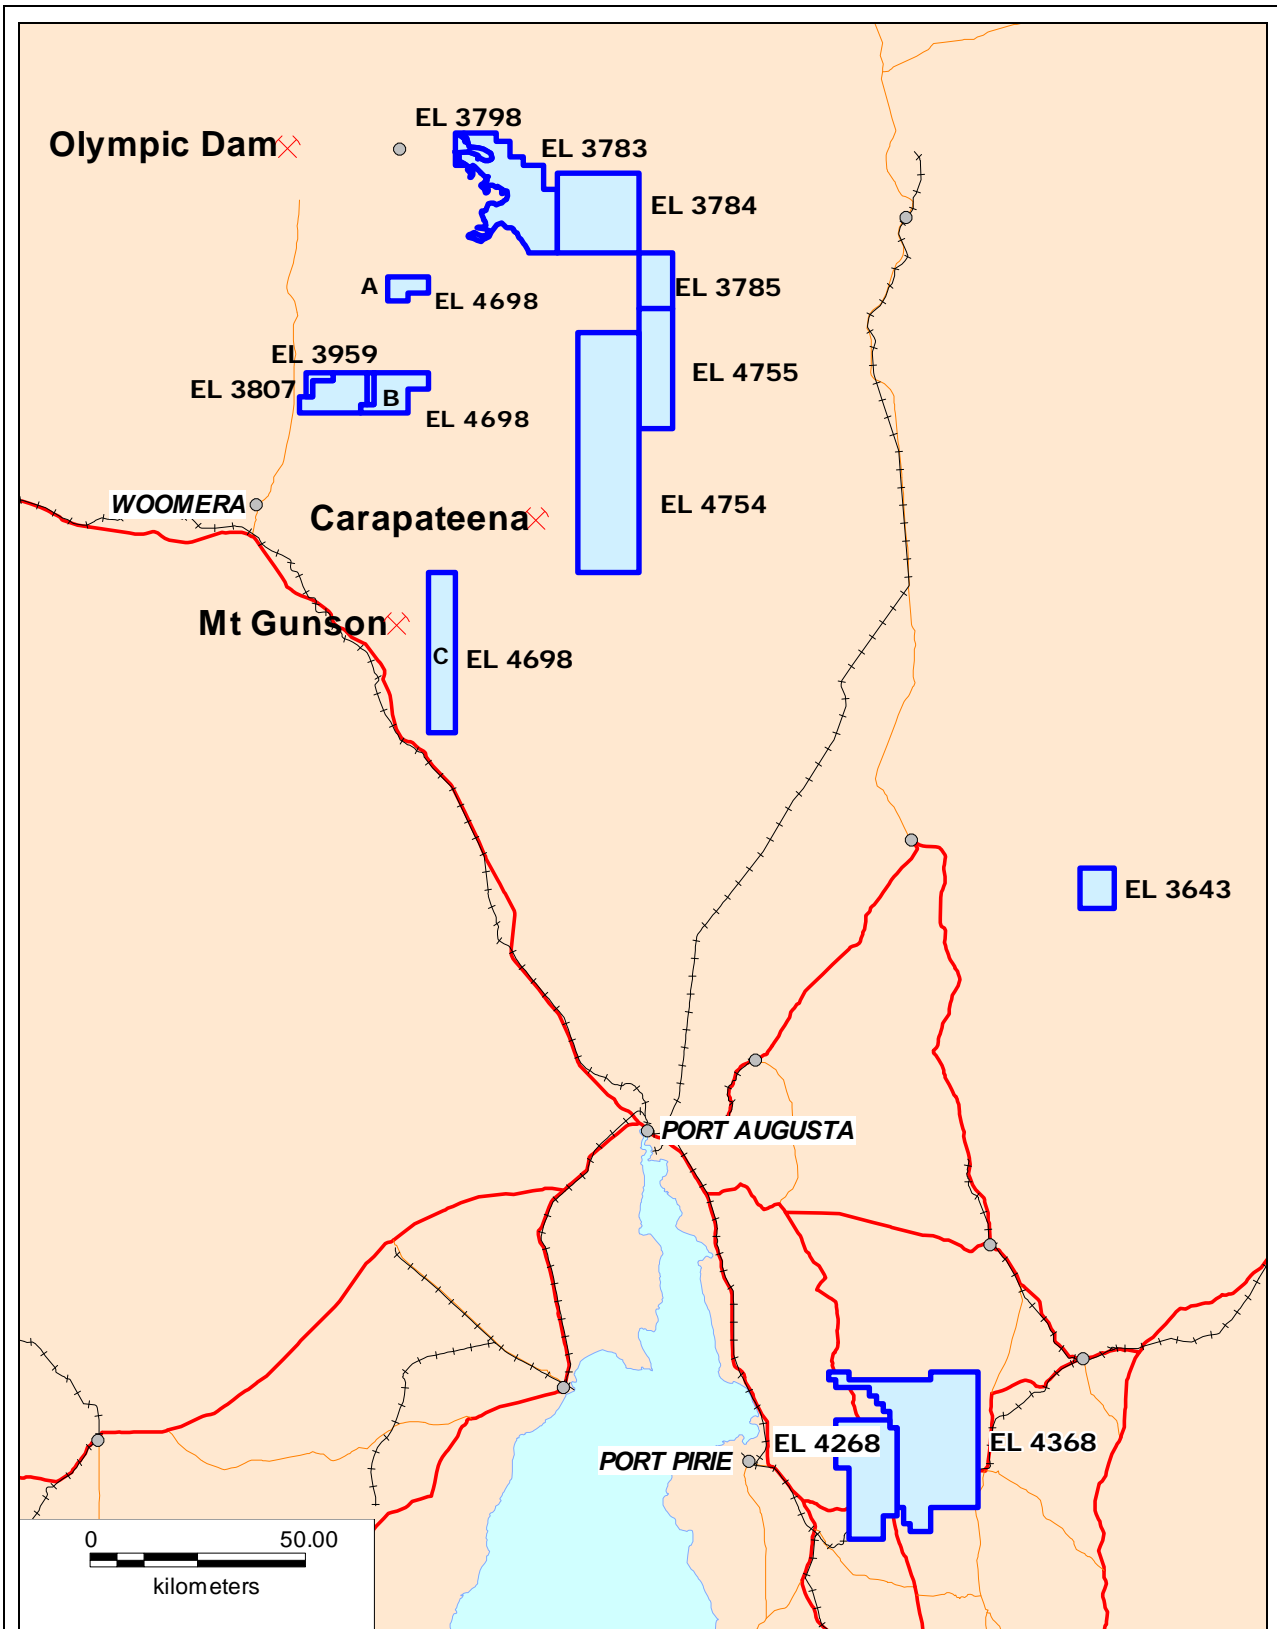 EL 3798
Olympic Dam
EL 3783
EL 3784
A
EL 4698
EL 3785
EL 3959
EL 3807
B
EL 4698
EL 4755
WOOMERA
Carapateena
EL 4754
Mt Gunson
C
EL 4698
EL 3643
PORT AUGUSTA
EL 4268
EL 4368
PORT PIRIE
0
50.00
kilometers